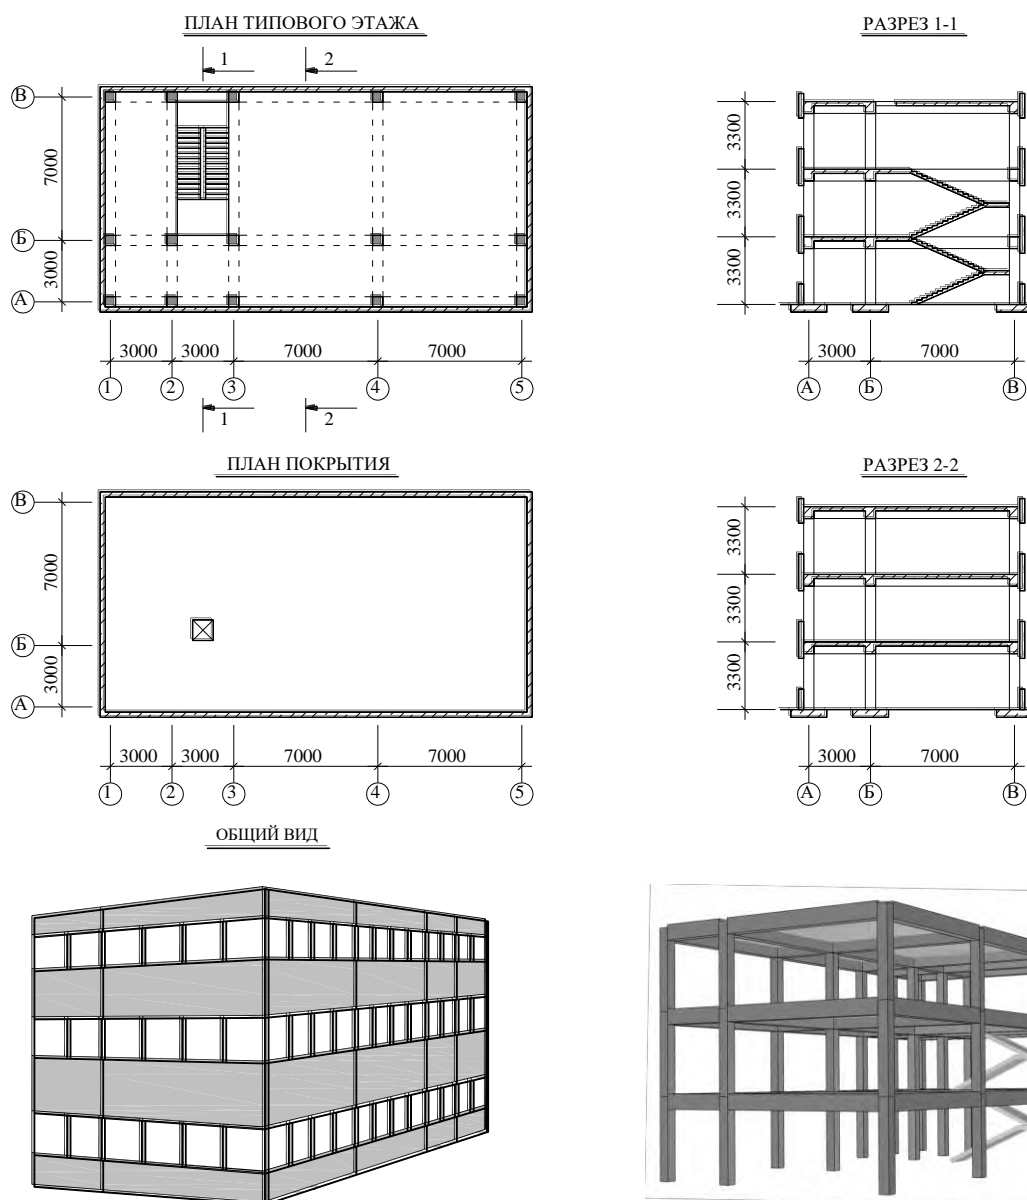 ПЛАН ТИПОВОГО ЭТАЖА
1 2
В
7000
Б
3000
А
3000 3000 7000 7000
1 2 3 4 5
1 2
РАЗРЕЗ 1-1
3300
3300
3300
3000 7000
А Б В
ПЛАН ПОКРЫТИЯ
В
7000
Б
3000
А
3000 3000 7000 7000
1 2 3 4 5
РАЗРЕЗ 2-2
3300
3300
3300
3000 7000
А Б В
ОБЩИЙ ВИД